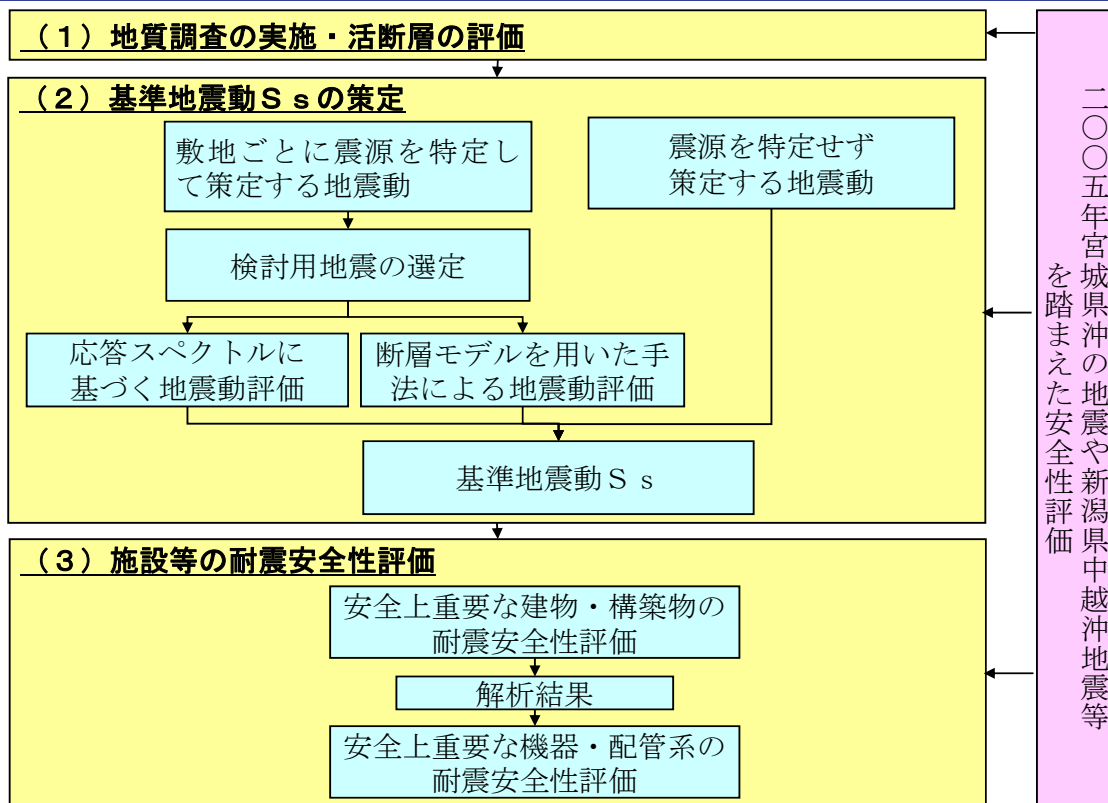 （１）地質調査の実施・活断層の評価
（２）基準地震動Ｓｓの策定
敷地ごとに震源を特定し
て策定する地震動
震源を特定せず
策定する地震動
検討用地震の選定
応答スペクトルに
基づく地震動評価
断層モデルを用いた手
法による地震動評価
基準地震動Ｓｓ
（３）施設等の耐震安全性評価
安全上重要な建物・構築物の
耐震安全性評価
解析結果
安全上重要な機器・配管系の
耐震安全性評価
二〇〇五年宮城県沖の地震や新潟県中越沖地震等
を踏まえた安全性評価